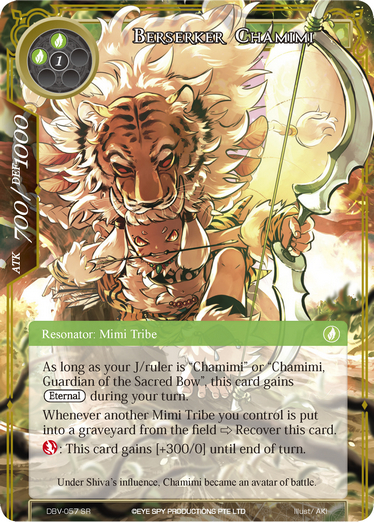 Berserker Chamimi
1
ATK 700 / DEF 1000
Resonator: Mimi Tribe
As long as your J/ruler is “Chamimi” or “Chamimi,
Guardian of the Sacred Bow”, this card gains
Eternal during your turn.
Whenever another Mimi Tribe you control is put
into a graveyard from the field ⇨ Recover this card.
: This card gains [+300/0] until end of turn.
Under Shiva's influence, Chamimi became an avatar of battle.
DBV-057 SR ©EYE SPY PRODUCTIONS PTE LTD Illust/ AKI